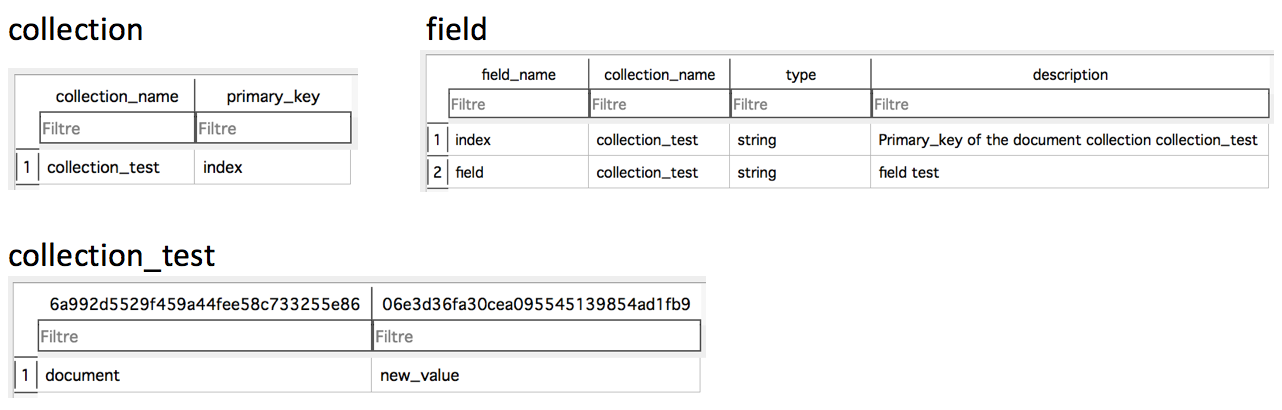 collection
field
collection_name primary_key
Filtre Filtre
1 collection_test index
field_name collection_name type description
Filtre Filtre Filtre Filtre
1 index collection_test string Primary_key of the document collection collection_test
2 field collection_test string field test
collection_test
6a992d5529f459a44fee58c733255e86 06e3d36fa30cea095545139854ad1fb9
Filtre Filtre
1 document new_value